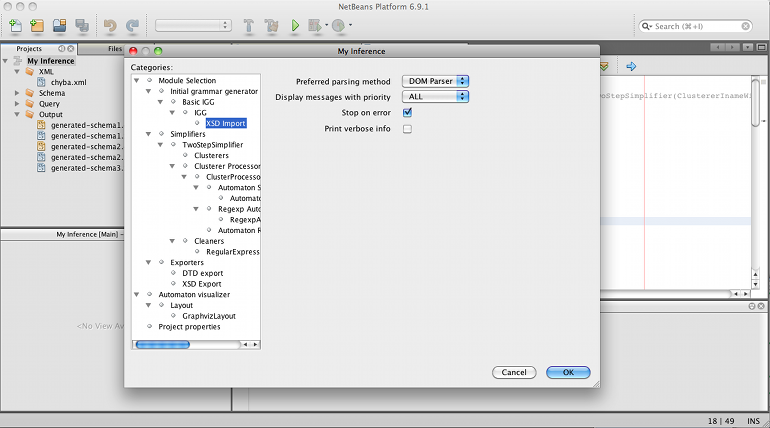 NetBeans Platform 6.9.1
Search (⌘+I)
Projects
Files
My Inference
XML
chyba.xml
Schema
Query
Output
generated-schema1.
generated-schema1.
generated-schema2.
generated-schema2.
generated-schema3.
My Inference [Main] –
<No View Av
My Inference
Categories:
Module Selection
Initial grammar generator
Basic IGG
IGG
XSD Import
Simplifiers
TwoStepSimplifier
Clusterers
Clusterer Processor
ClusterProcesso
Automaton S
Automato
Regexp Auto
RegexpA
Automaton R
Cleaners
RegularExpress
Exporters
DTD export
XSD Export
Automaton visualizer
Layout
GraphvizLayout
Project properties
Preferred parsing method DOM Parser
Display messages with priority ALL
Stop on error
Print verbose info
Cancel OK
18 | 49 INS